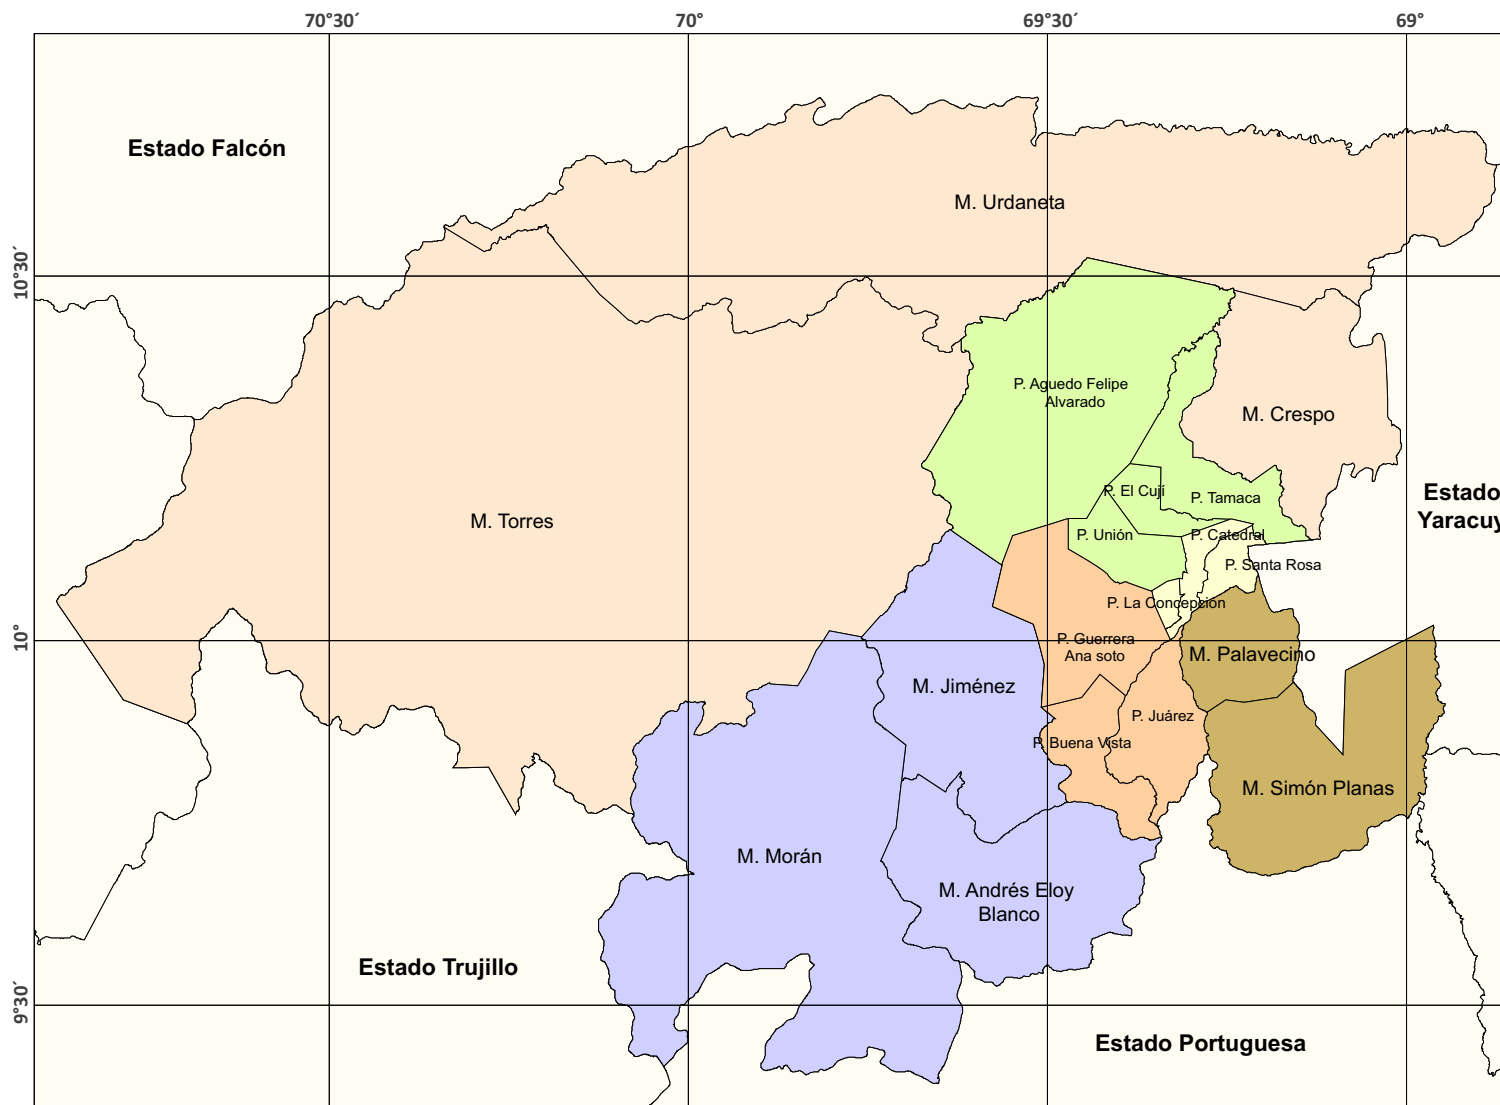 70°30´
70°
69°30´
69°
Estado Falcón
M. Urdaneta
10°30´
P. Aguedo Felipe
Alvarado
M. Crespo
P. El Cují
P. Tamaca
Estado
Yaracuy
M. Torres
P. Unión
P. Catedral
P. Santa Rosa
P. La Concepción
10°
P. Guerrera
Ana soto
M. Palavecino
M. Jiménez
P. Juárez
P. Buena Vista
M. Simón Planas
M. Morán
M. Andrés Eloy
Blanco
Estado Trujillo
9°30´
Estado Portuguesa